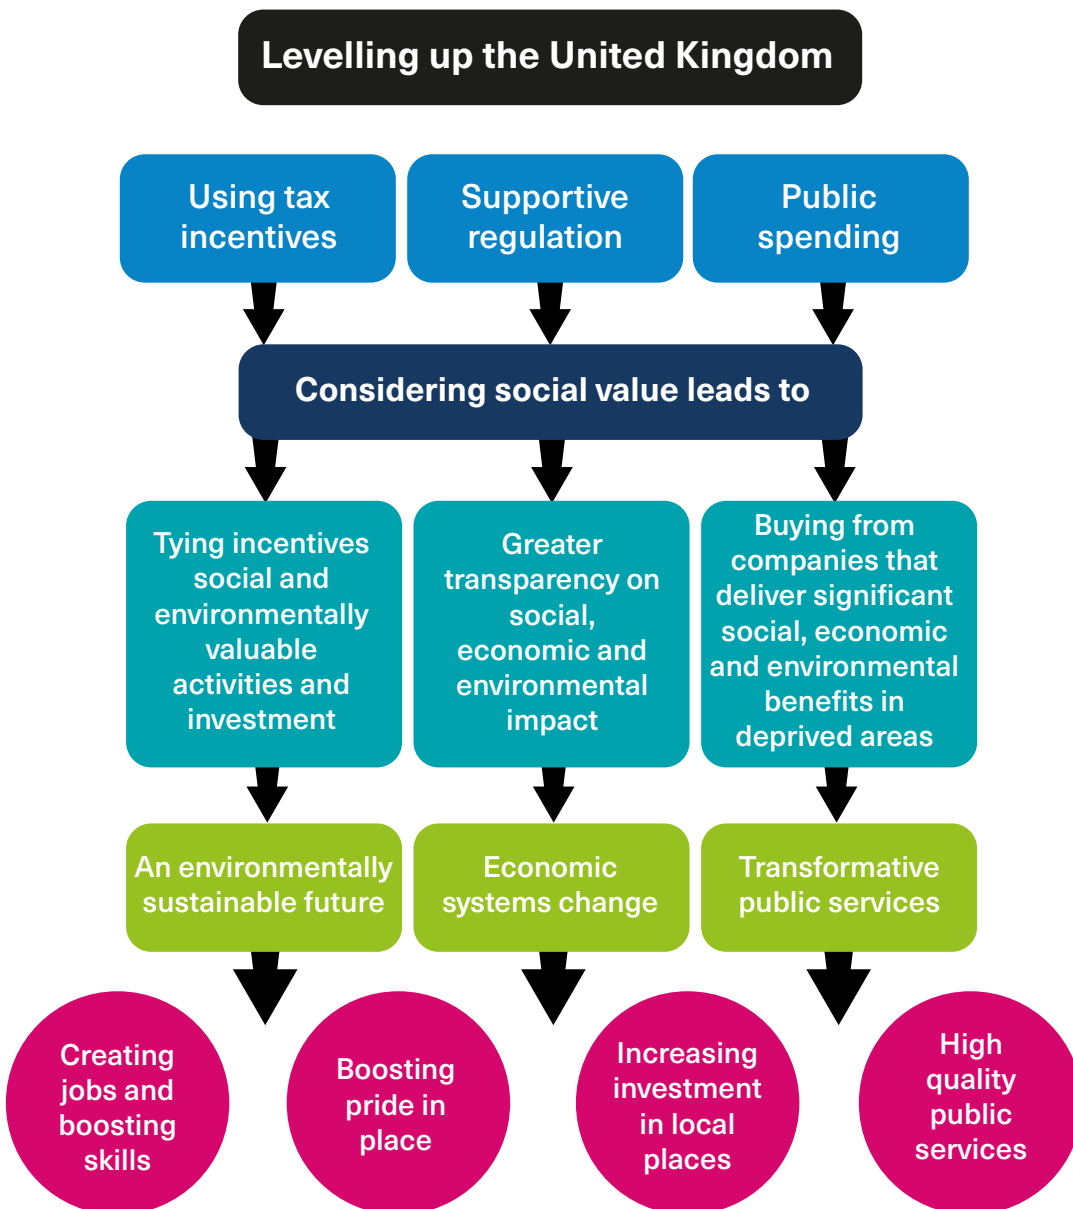 Levelling up the United Kingdom
Using tax
incentives
Supportive
regulation
Public
spending
Considering social value leads to
Tying incentives
social and
environmentally
valuable
activities and
investment
Greater
transparency on
social,
economic and
environmental
impact
Buying from
companies that
deliver significant
social, economic
and environmental
benefits in
deprived areas
An environmentally
sustainable future
Economic
systems change
Transformative
public services
Creating
jobs and
boosting
skills
Boosting
pride in
place
Increasing
investment
in local
places
High
quality
public
services